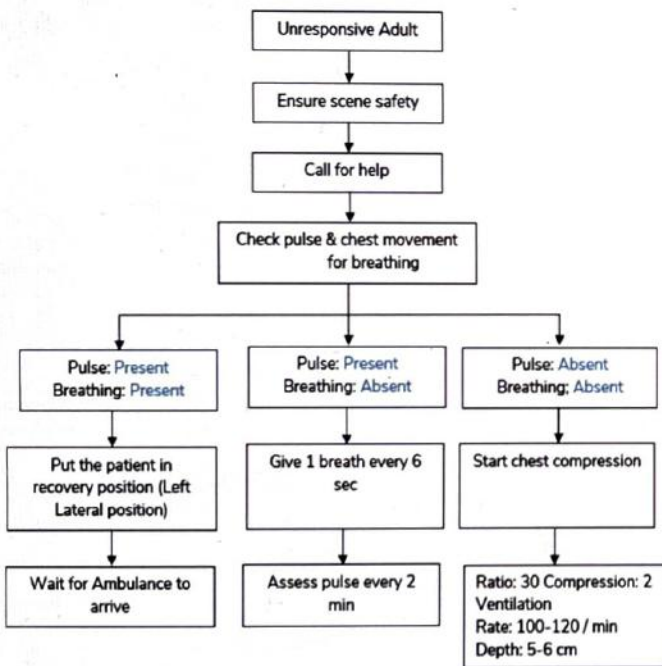 Unresponsive Adult
Ensure scene safety
Call for help
Check pulse & chest movement
for breathing
Pulse: Present
Breathing: Present
Pulse: Present
Breathing: Absent
Pulse: Absent
Breathing; Absent
Put the patient in
recovery position (Left
Lateral position)
Give 1 breath every 6
sec
Start chest compression
Wait for Ambulance to
arrive
Assess pulse every 2
min
Ratio: 30 Compression: 2
Ventilation
Rate: 100-120 / min
Depth: 5-6 cm